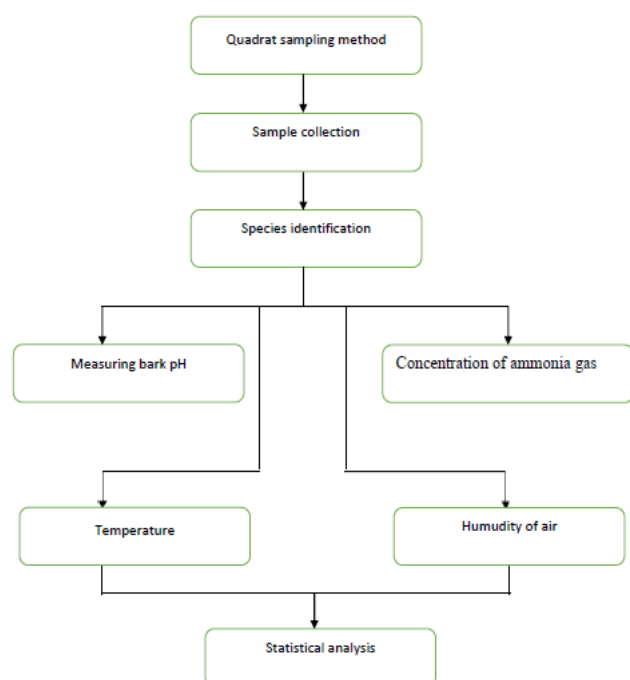 Quadrat sampling method
Sample collection
Species identification
Measuring bark pH
Concentration of ammonia gas
Temperature
Humudity of air
Statistical analysis